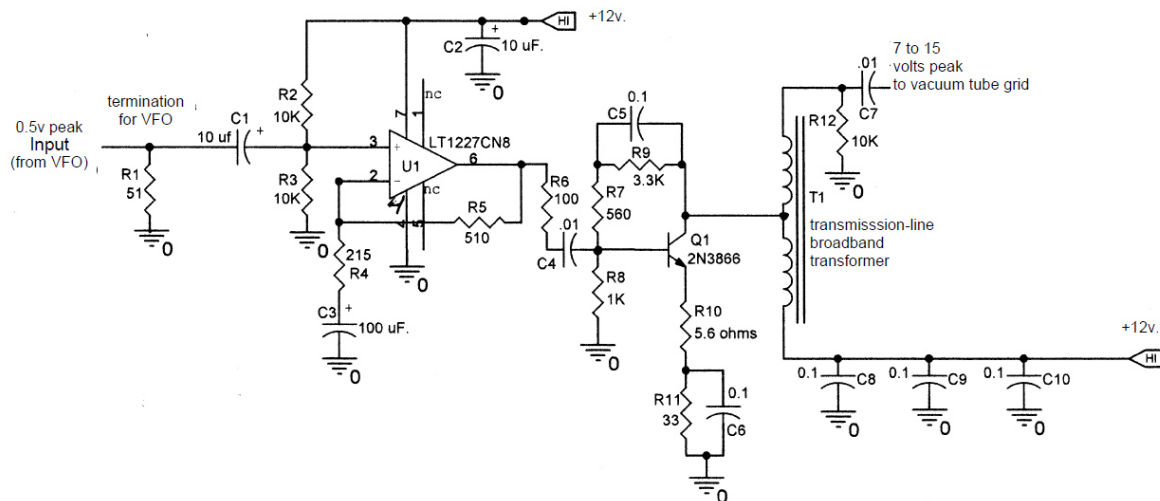 +12v.
HI
C2
+
10 uF.
0
termination
for VFO
0.5v peak
Input
(from VFO)
R1
51
0
C1
10 uf
+
R2
10K
R3
10K
0
3
+
2
−
7
1
nc
LT1227CN8
U1
6
4
4
5
nc
0
R5
510
215
R4
C3
+
100 uF.
0
R6
100
.01
C4
0.1
C5
R9
3.3K
R7
560
R8
1K
0
Q1
2N3866
R10
5.6 ohms
R11
33
0.1
C6
0
7 to 15
volts peak
to vacuum tube grid
.01
C7
R12
10K
0
T1
transmisssion-line
broadband
transformer
+12v.
HI
0.1
C8
0
0.1
C9
0
0.1
C10
0